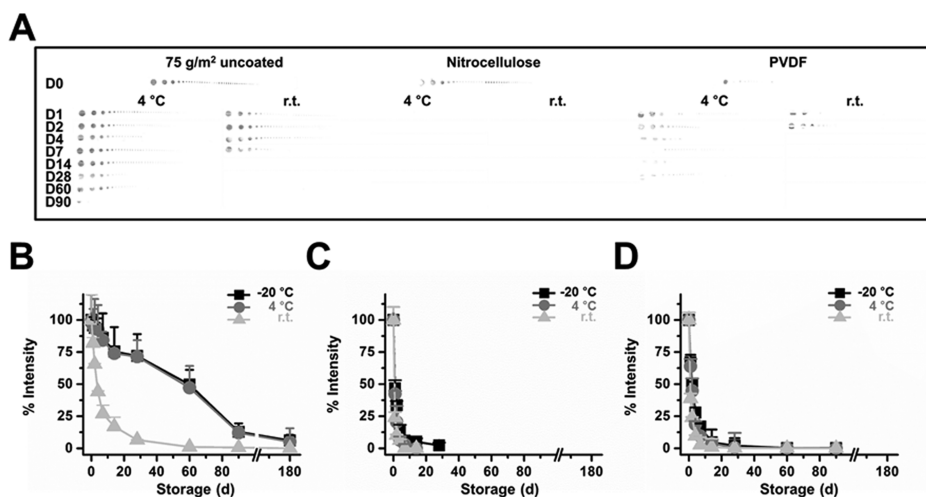 A
75 g/m² uncoated Nitrocellulose PVDF
D0
4 °C r.t. 4 °C r.t. 4 °C r.t.
D1
D2
D4
D7
D14
D28
D60
D90
B C D
-20 °C -20 °C -20 °C
4 °C 4 °C 4 °C
r.t. r.t. r.t.
100 100 100
75 75 75
50 50 50
25 25 25
0 0 0
% Intensity % Intensity % Intensity
0 20 40 60 80 180 0 20 40 60 80 180 0 20 40 60 80 180
Storage (d) Storage (d) Storage (d)